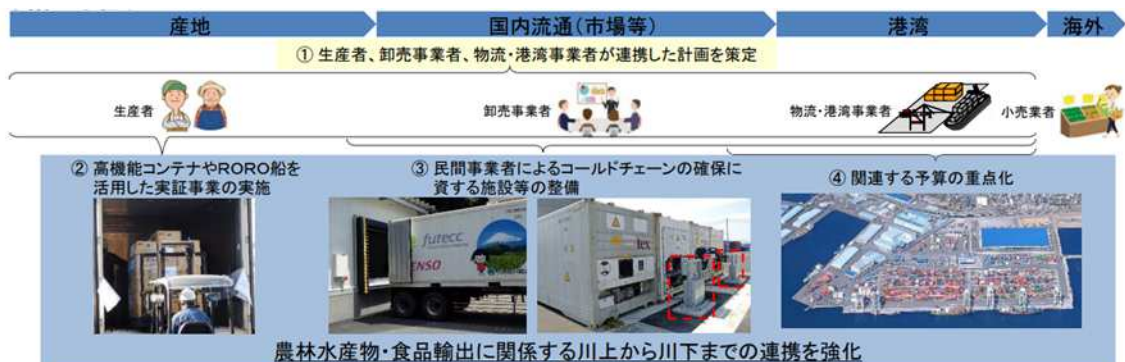 産地
国内流通(市場等)
港湾
海外
① 生産者、卸売事業者、物流・港湾事業者が連携した計画を策定
生産者
卸売事業者
物流・港湾事業者
小売業者
② 高機能コンテナやRORO船を
活用した実証事業の実施
③ 民間事業者によるコールドチェーンの確保に
資する施設等の整備
④ 関連する予算の重点化
futecc
DENSO
tex
農林水産物・食品輸出に関係する川上から川下までの連携を強化